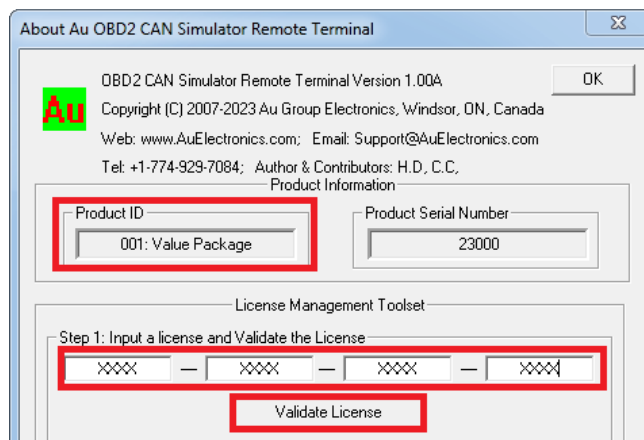 About Au OBD2 CAN Simulator Remote Terminal
OBD2 CAN Simulator Remote Terminal Version 1.00A
OK
Au
Copyright (C) 2007-2023 Au Group Electronics, Windsor, ON, Canada
Web: www.AuElectronics.com; Email: Support@AuElectronics.com
Tel: +1-774-929-7084; Author & Contributors: H.D, C.C,
Product Information
Product ID
001: Value Package
Product Serial Number
23000
License Management Toolset
Step 1: Input a license and Validate the License
XXXX — XXXX — XXXX — XXXX
Validate License